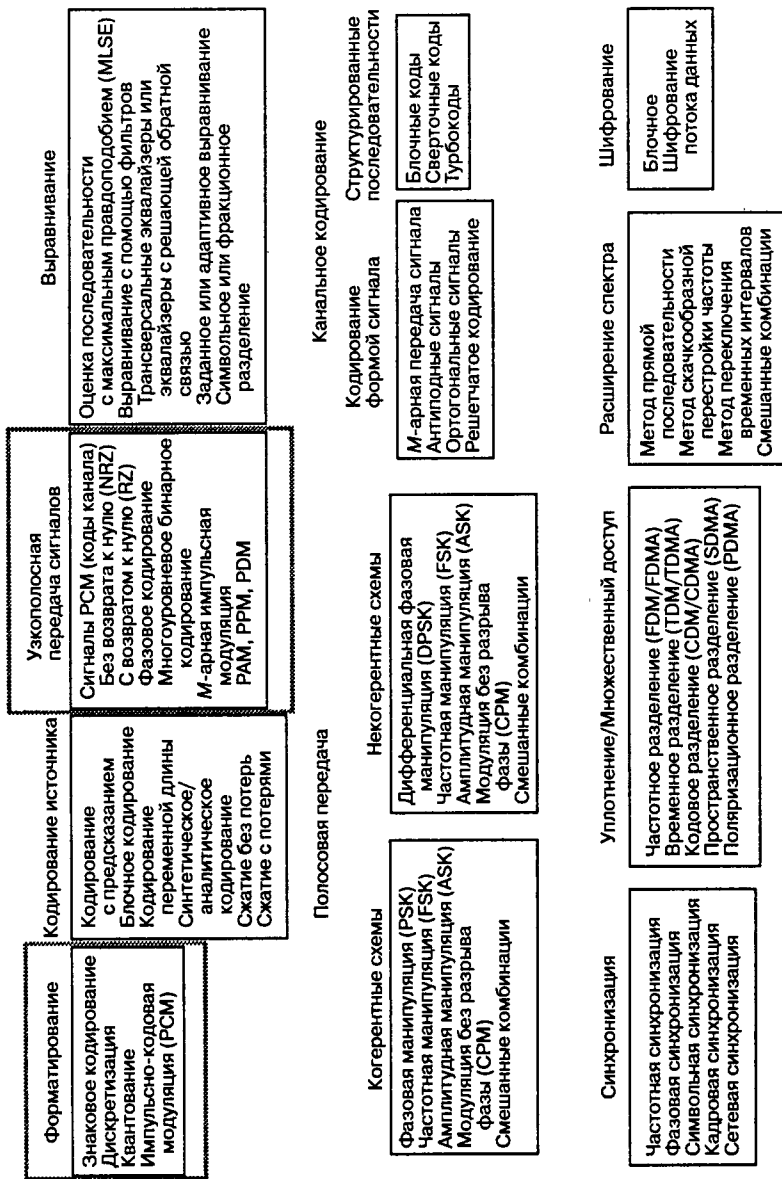 Форматирование
Знаковое кодирование
Дискретизация
Квантование
Импульсно-кодовая
модуляция (PCM)
Кодирование источника
Кодирование
с предсказанием
Блочное кодирование
Кодирование
переменной длины
Синтетическое/
аналитическое
кодирование
Сжатие без потерь
Сжатие с потерями
Узкополосная
передача сигналов
Сигналы PCM (коды канала)
Без возврата к нулю (NRZ)
С возвратом к нулю (RZ)
Фазовое кодирование
Многоуровневое бинарное
кодирование
М-арная импульсная
модуляция
PAM, PPM, PDM
Выравнивание
Оценка последовательности
с максимальным правдоподобием (MLSE)
Выравнивание с помощью фильтров
Трансверсальные эквалайзеры или
эквалайзеры с решающей обратной
связью
Заданное или адаптивное выравнивание
Символьное или фракционное
разделение
Полосовая передача
Когерентные схемы
Фазовая манипуляция (PSK)
Частотная манипуляция (FSK)
Амплитудная манипуляция (ASK)
Модуляция без разрыва
фазы (CPM)
Смешанные комбинации
Некогерентные схемы
Дифференциальная фазовая
манипуляция (DPSK)
Частотная манипуляция (FSK)
Амплитудная манипуляция (ASK)
Модуляция без разрыва
фазы (CPM)
Смешанные комбинации
Канальное кодирование
Кодирование
формой сигнала
М-арная передача сигнала
Антиподные сигналы
Ортогональные сигналы
Решетчатое кодирование
Структурированные
последовательности
Блочные коды
Сверточные коды
Турбокоды
Синхронизация
Частотная синхронизация
Фазовая синхронизация
Символьная синхронизация
Кадровая синхронизация
Сетевая синхронизация
Уплотнение/Множественный доступ
Частотное разделение (FDM/FDMA)
Временное разделение (TDM/TDMA)
Кодовое разделение (CDM/CDMA)
Пространственное разделение (SDMA)
Поляризационное разделение (PDMA)
Расширение спектра
Метод прямой
последовательности
Метод скачкообразной
перестройки частоты
Метод переключения
временных интервалов
Смешанные комбинации
Шифрование
Блочное
Шифрование
потока данных